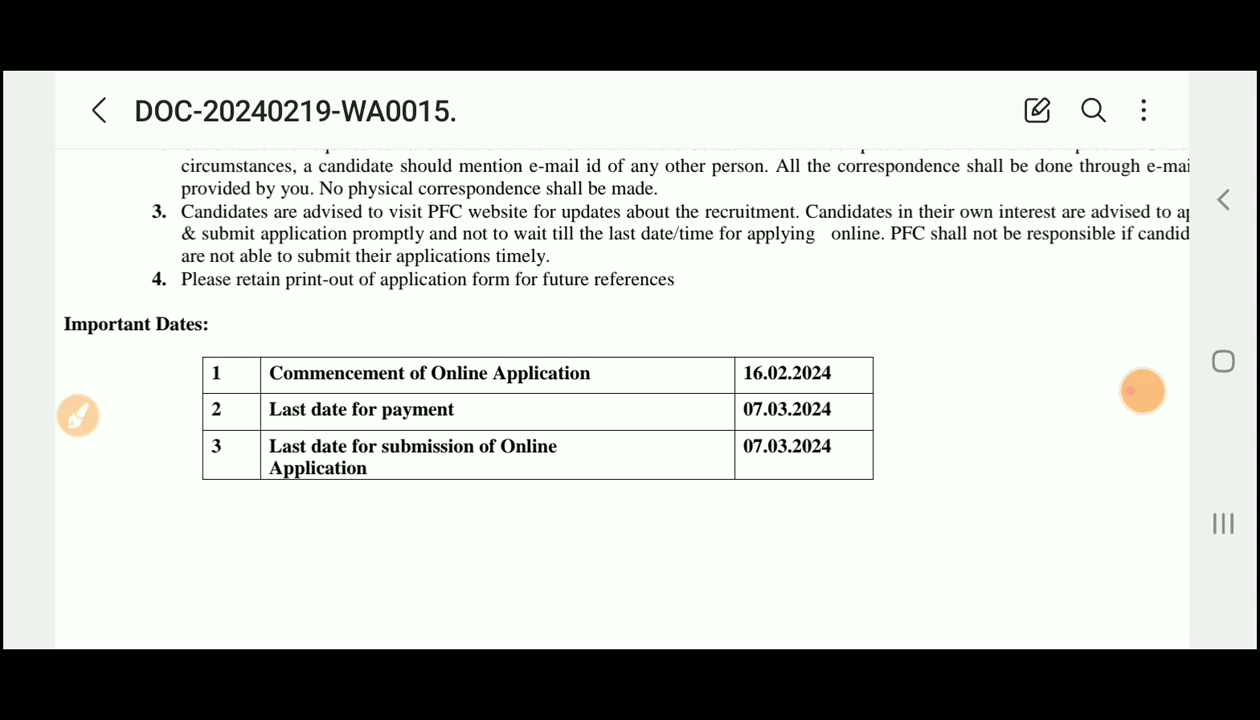 DOC-20240219-WA0015.
circumstances, a candidate should mention e-mail id of any other person. All the correspondence shall be done through e-mai
provided by you. No physical correspondence shall be made.
3. Candidates are advised to visit PFC website for updates about the recruitment. Candidates in their own interest are advised to ap
& submit application promptly and not to wait till the last date/time for applying online. PFC shall not be responsible if candid
are not able to submit their applications timely.
4. Please retain print-out of application form for future references
Important Dates:
1 Commencement of Online Application 16.02.2024
2 Last date for payment 07.03.2024
3 Last date for submission of Online 07.03.2024
Application